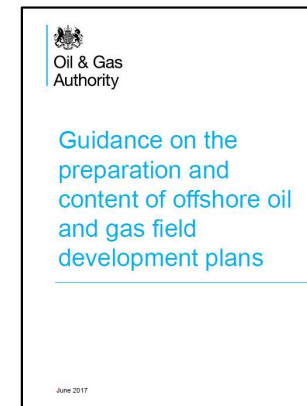 Oil & Gas
Authority
Guidance on the
preparation and
content of offshore oil
and gas field
development plans
June 2017